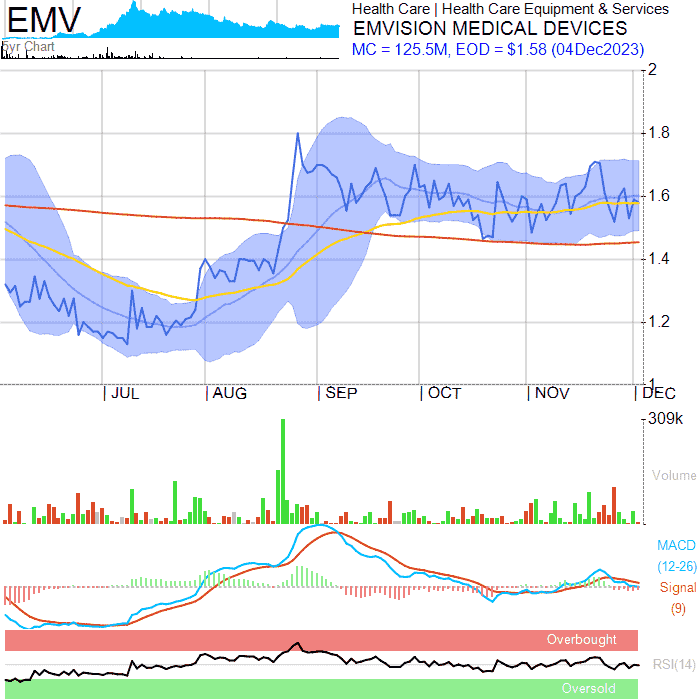 EMV
Health Care | Health Care Equipment & Services
EMVISION MEDICAL DEVICES
MC = 125.5M, EOD = $1.58 (04Dec2023)
5yr Chart
2
1.8
1.6
1.4
1.2
1
JUL AUG SEP OCT NOV DEC
309k
Volume
MACD
(12-26)
Signal
(9)
Overbought
RSI(14)
Oversold